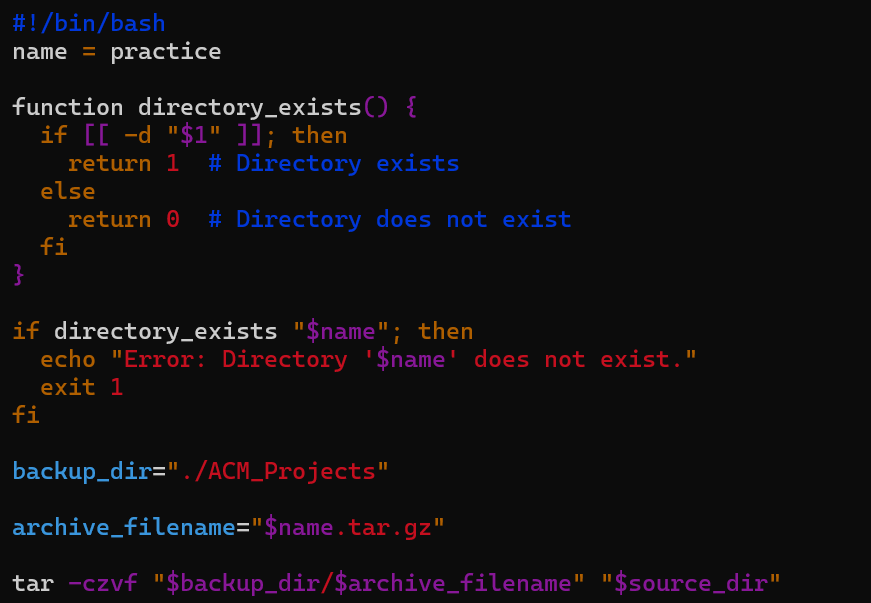 #!/bin/bash
name = practice

function directory_exists() {
  if [[ -d "$1" ]]; then
    return 1  # Directory exists
  else
    return 0  # Directory does not exist
  fi
}

if directory_exists "$name"; then
  echo "Error: Directory '$name' does not exist."
  exit 1
fi

backup_dir="./ACM_Projects"

archive_filename="$name.tar.gz"

tar -czvf "$backup_dir/$archive_filename" "$source_dir"